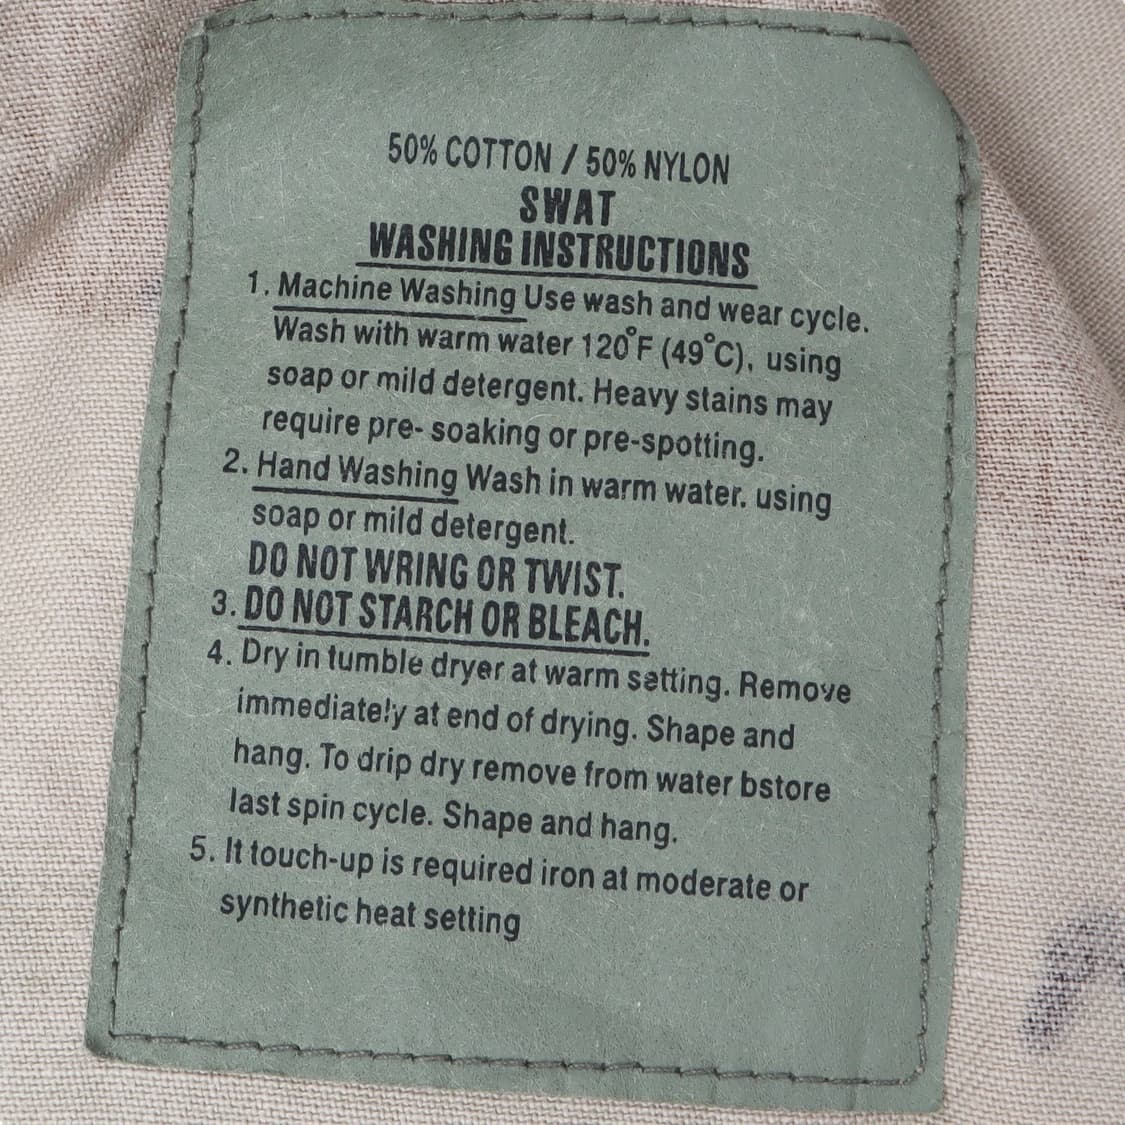 50% COTTON / 50% NYLON
SWAT
WASHING INSTRUCTIONS
1. Machine Washing Use wash and wear cycle.
Wash with warm water 120°F (49°C). using
soap or mild detergent. Heavy stains may
require pre- soaking or pre-spotting.
2. Hand Washing Wash in warm water. using
soap or mild detergent.
DO NOT WRING OR TWIST.
3. DO NOT STARCH OR BLEACH.
4. Dry in tumble dryer at warm setting. Remove
immediately at end of drying. Shape and
hang. To drip dry remove from water bstore
last spin cycle. Shape and hang.
5. It touch-up is required iron at moderate or
synthetic heat setting